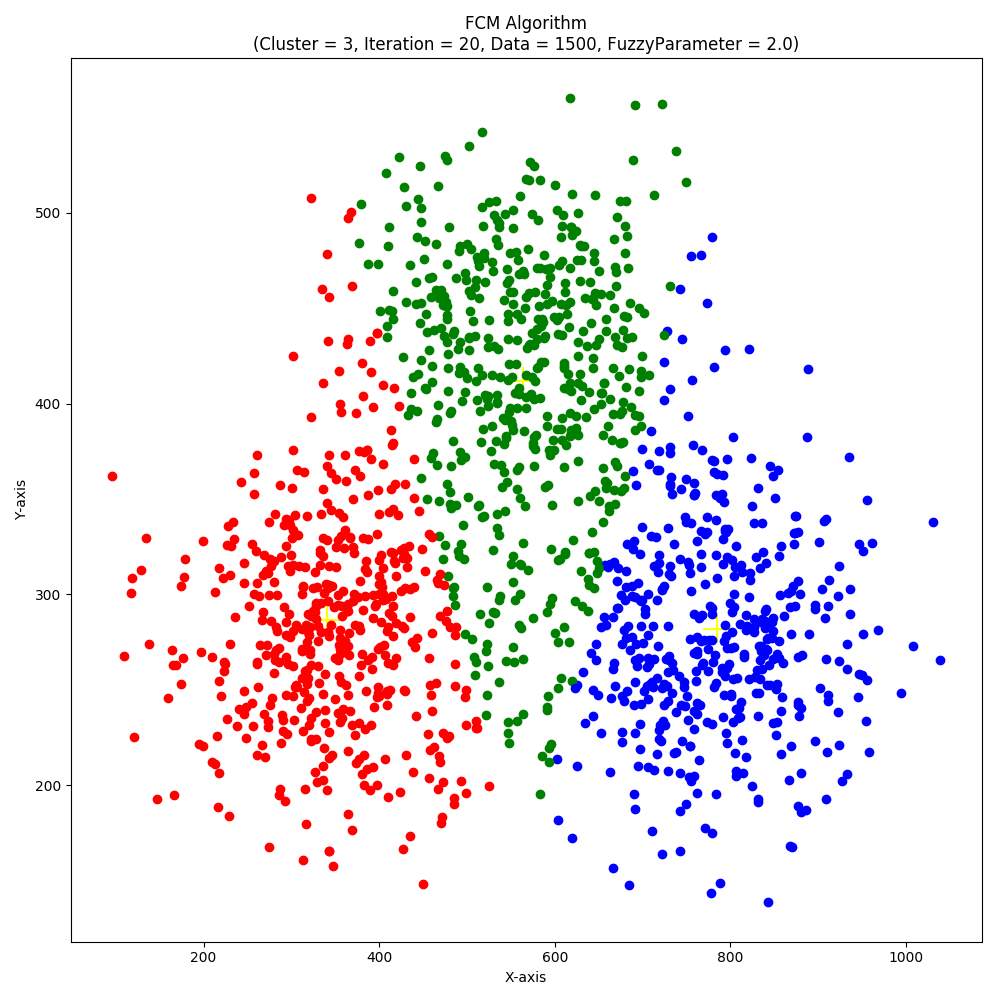 FCM Algorithm
(Cluster = 3, Iteration = 20, Data = 1500, FuzzyParameter = 2.0)
500
400
300
200
Y-axis
200 400 600 800 1000
X-axis